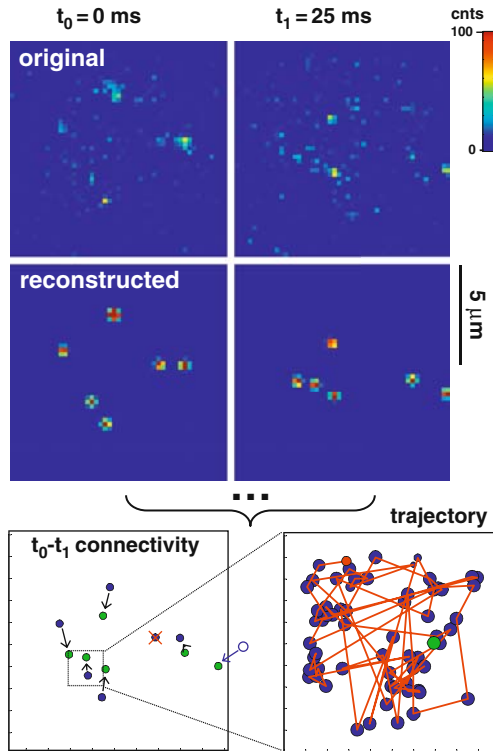 t0 = 0 ms
t1 = 25 ms
cnts
100
original
0
reconstructed
5 μm
...
trajectory
t0-t1 connectivity